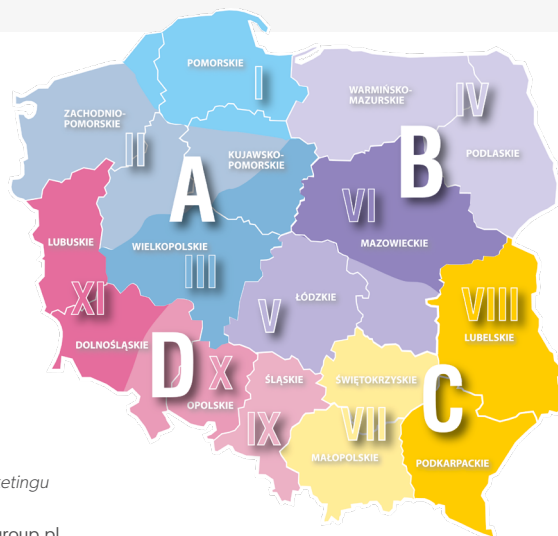 POMORSKIE
I
ZACHODNIO-
POMORSKIE
II
WARMIŃSKO-
MAZURSKIE
IV
KUJAWSKO-
POMORSKIE
PODLASKIE
A
B
VI
LUBUSKIE
WIELKOPOLSKIE
MAZOWIECKIE
III
XI
ŁÓDZKIE
V
VIII
LUBELSKIE
DOLNOŚLĄSKIE
D
X
OPOLSKIE
ŚLĄSKIE
ŚWIĘTOKRZYSKIE
C
IX
VII
MAŁOPOLSKIE
PODKARPACKIE
etingu
roup.pl